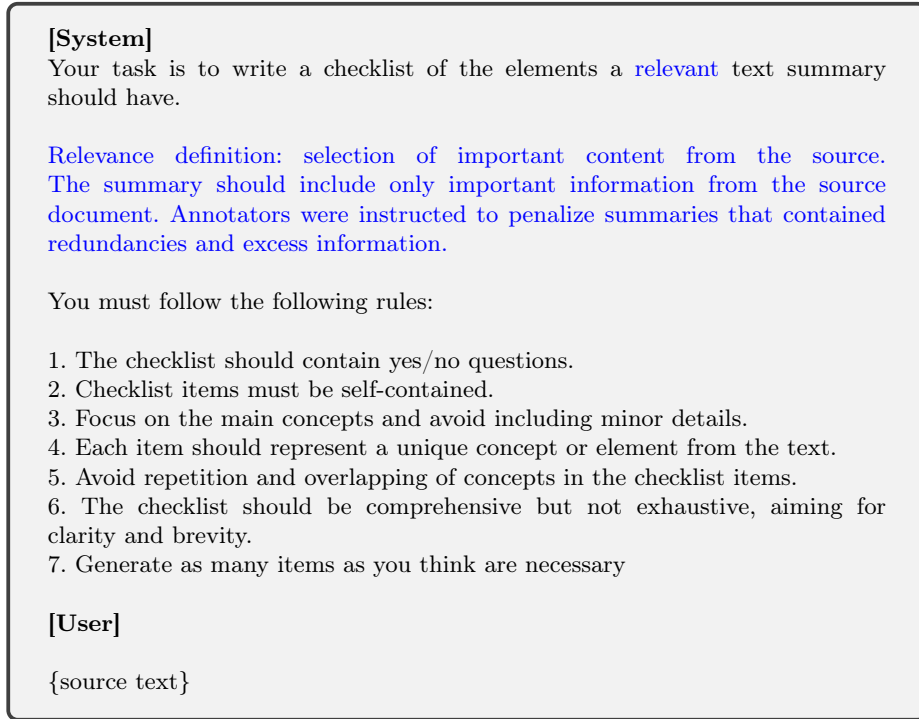 [System]
Your task is to write a checklist of the elements a relevant text summary
should have.
Relevance definition: selection of important content from the source.
The summary should include only important information from the source
document. Annotators were instructed to penalize summaries that contained
redundancies and excess information.
You must follow the following rules:
1. The checklist should contain yes/no questions.
2. Checklist items must be self-contained.
3. Focus on the main concepts and avoid including minor details.
4. Each item should represent a unique concept or element from the text.
5. Avoid repetition and overlapping of concepts in the checklist items.
6. The checklist should be comprehensive but not exhaustive, aiming for
clarity and brevity.
7. Generate as many items as you think are necessary
[User]
{source text}